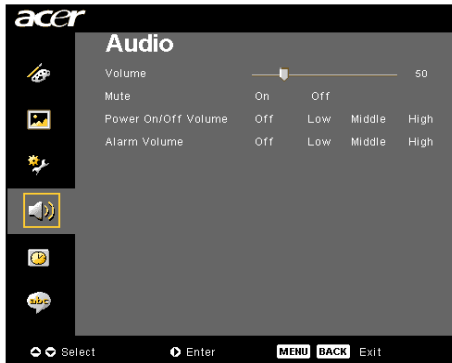 acer
Audio
Volume 50
Mute On Off
Power On/Off Volume Off Low Middle High
Alarm Volume Off Low Middle High
abc
Select Enter MENU BACK Exit